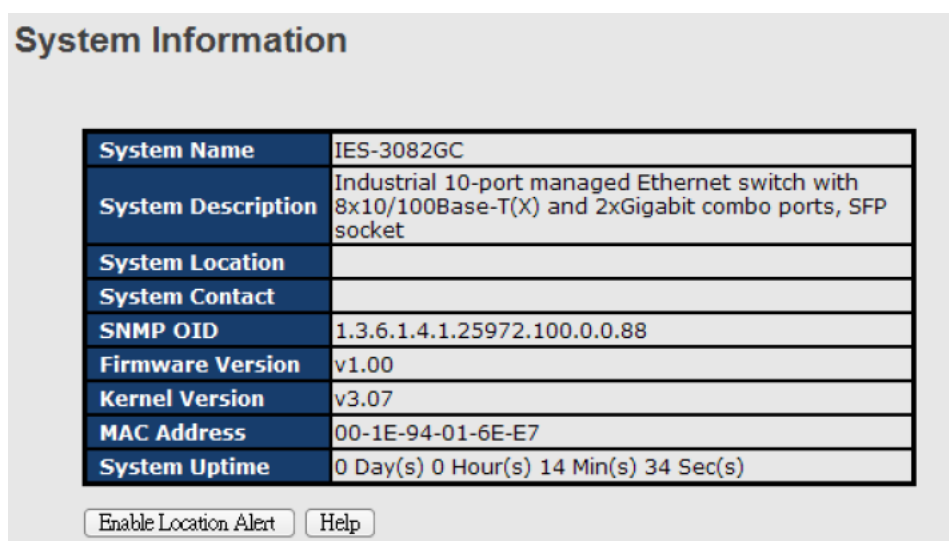 System Information
System Name IES-3082GC
System Description Industrial 10-port managed Ethernet switch with
8x10/100Base-T(X) and 2xGigabit combo ports, SFP
socket
System Location
System Contact
SNMP OID 1.3.6.1.4.1.25972.100.0.0.88
Firmware Version v1.00
Kernel Version v3.07
MAC Address 00-1E-94-01-6E-E7
System Uptime 0 Day(s) 0 Hour(s) 14 Min(s) 34 Sec(s)
Enable Location Alert Help